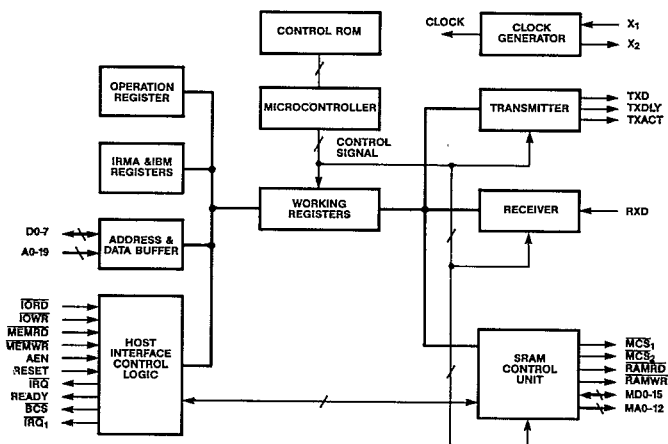 CONTROL ROM
CLOCK
CLOCK
GENERATOR
X1
X2
OPERATION
REGISTER
MICROCONTROLLER
TRANSMITTER
TXD
TXDLY
TXACT
CONTROL
SIGNAL
IRMA & IBM
REGISTERS
WORKING
REGISTERS
RECEIVER
RXD
D0-7
A0-19
ADDRESS &
DATA BUFFER
IORD
IOWR
MEMRD
MEMWR
AEN
RESET
IRQ
READY
BCS
IRQ1
HOST
INTERFACE
CONTROL
LOGIC
SRAM
CONTROL
UNIT
MCS1
MCS2
RAMRD
RAMWR
MD0-15
MA0-12